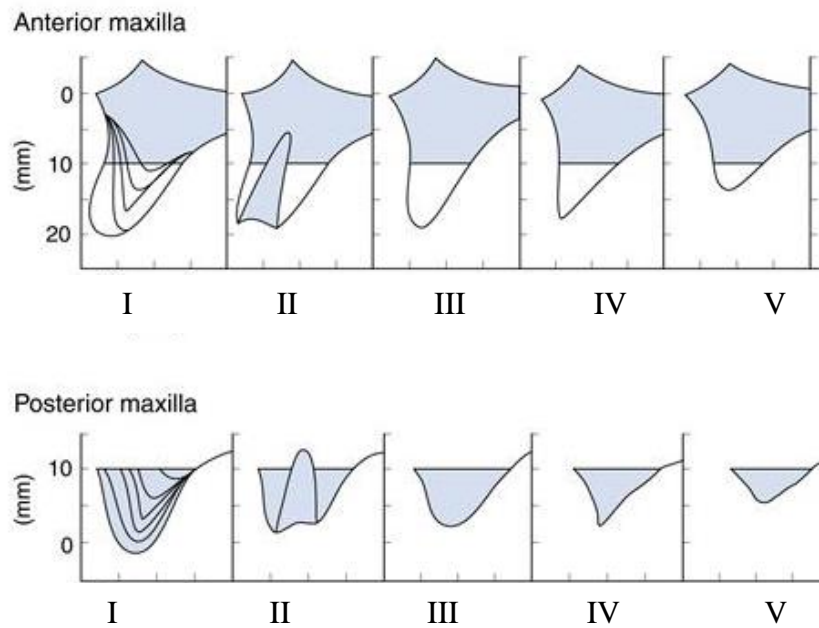 Anterior maxilla
0
10
20
(mm)
I II III IV V
Posterior maxilla
10
0
(mm)
I II III IV V